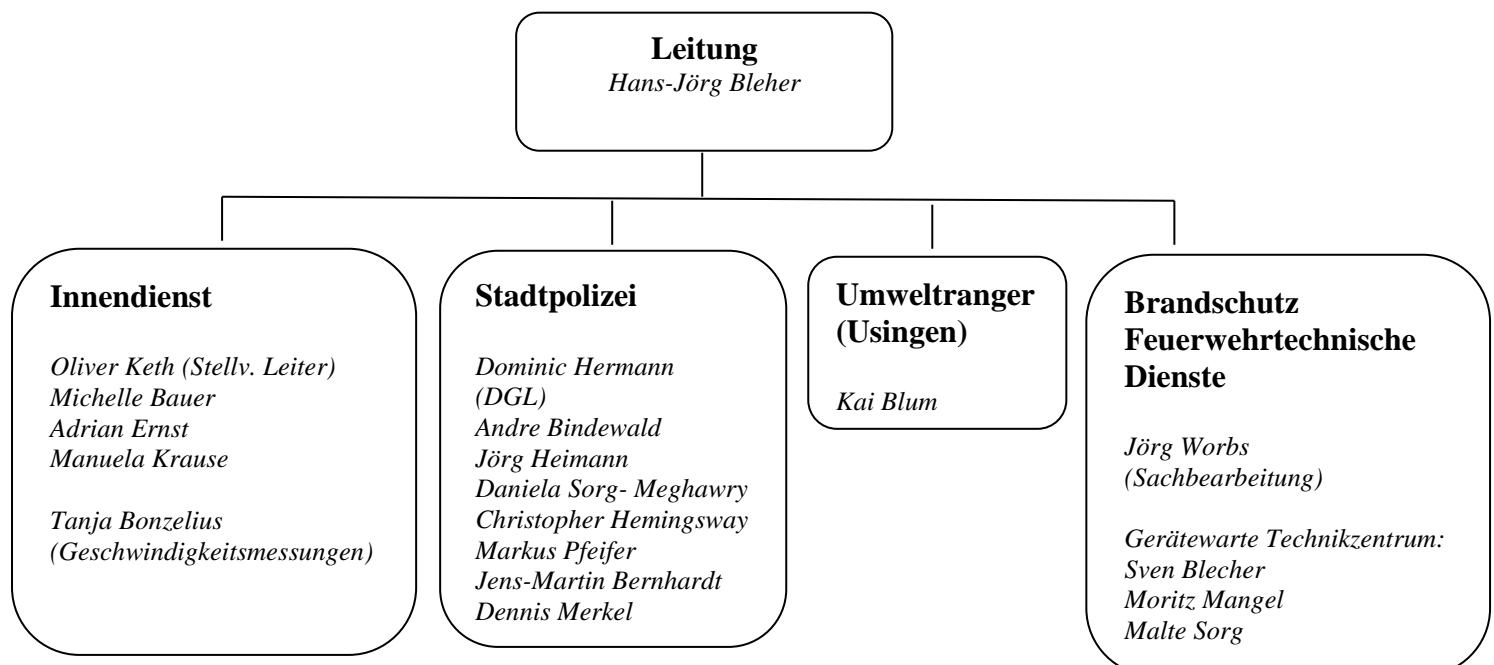 Leitung
Hans-Jörg Bleher
Innendienst
Oliver Keth (Stellv. Leiter)
Michelle Bauer
Adrian Ernst
Manuela Krause
Tanja Bonzelius
(Geschwindigkeitsmessungen)
Stadtpolizei
Dominic Hermann
(DGL)
Andre Bindewald
Jörg Heimann
Daniela Sorg- Meghawry
Christopher Hemingsway
Markus Pfeifer
Jens-Martin Bernhardt
Dennis Merkel
Umweltranger
(Usingen)
Kai Blum
Brandschutz
Feuerwehrtechnische
Dienste
Jörg Worbs
(Sachbearbeitung)
Gerätewarte Technikzentrum:
Sven Blecher
Moritz Mangel
Malte Sorg